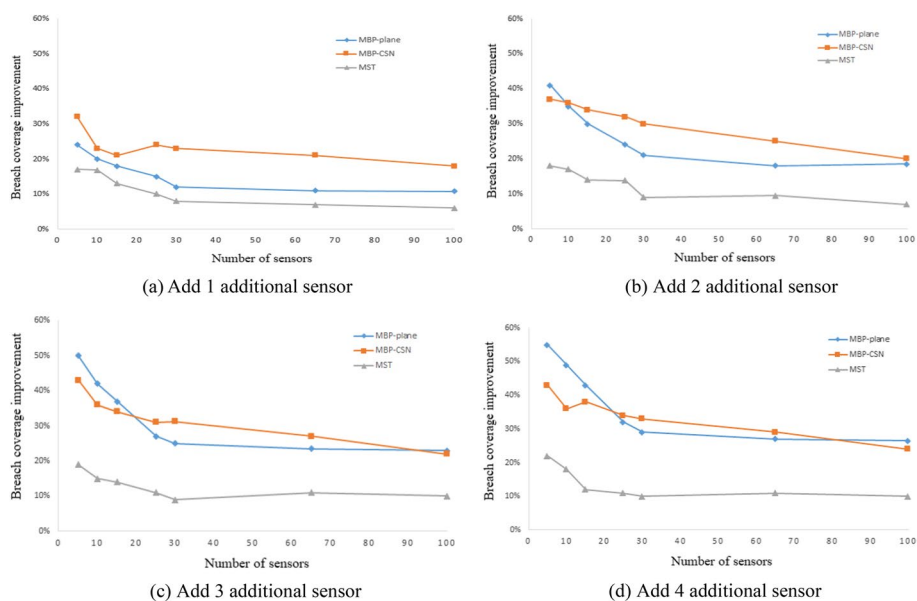 60%
50%
40%
30%
20%
10%
0%
Breach coverage improvement
MBP-plane
MBP-CSN
MST
0 10 20 30 40 50 60 70 80 90 100
Number of sensors
(a) Add 1 additional sensor
60%
50%
40%
30%
20%
10%
0%
Breach coverage improvement
MBP-plane
MBP-CSN
MST
0 10 20 30 40 50 60 70 80 90 100
Number of sensors
(b) Add 2 additional sensor
60%
50%
40%
30%
20%
10%
0%
Breach coverage improvement
MBP-plane
MBP-CSN
MST
0 10 20 30 40 50 60 70 80 90 100
Number of sensors
(c) Add 3 additional sensor
60%
50%
40%
30%
20%
10%
0%
Breach coverage improvement
MBP-plane
MBP-CSN
MST
0 10 20 30 40 50 60 70 80 90 100
Number of sensors
(d) Add 4 additional sensor